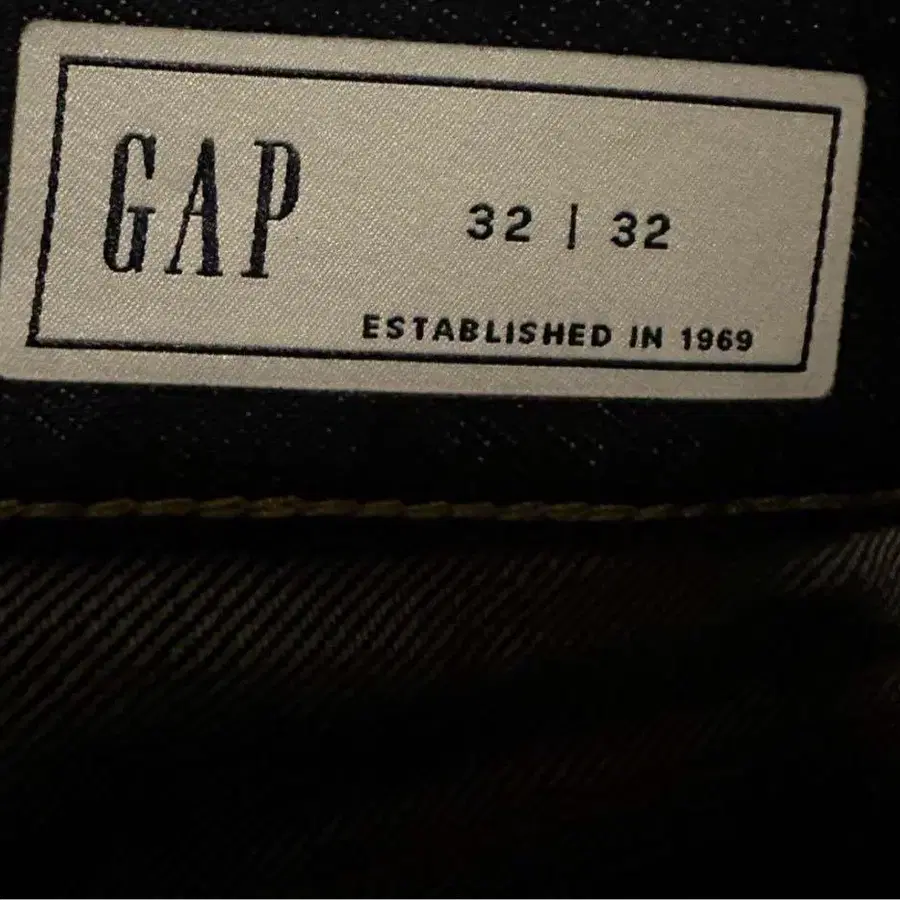 GAP
32 | 32
ESTABLISHED IN 1969